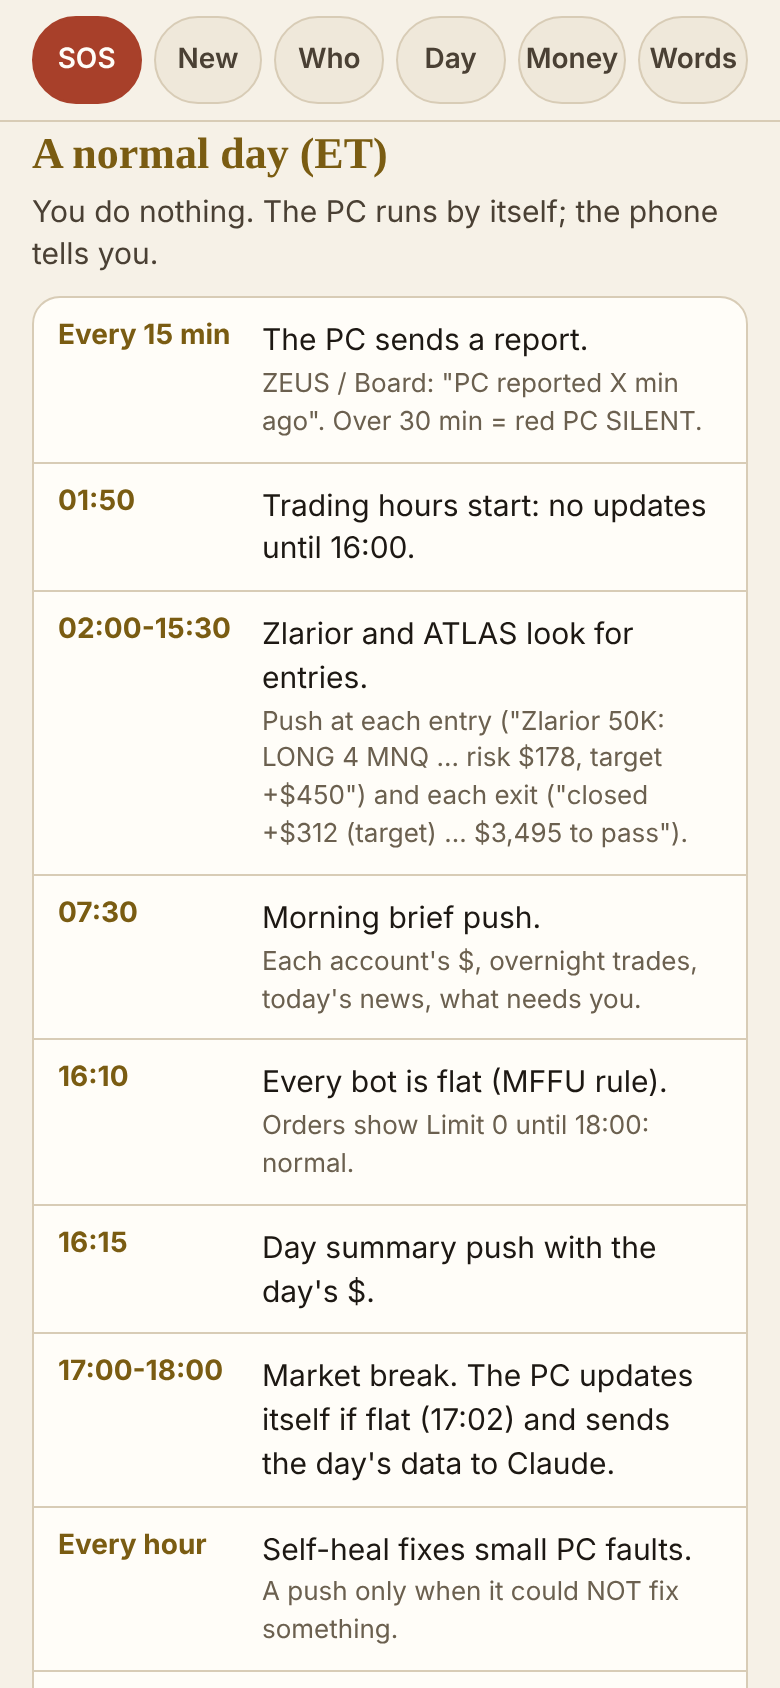 SOS New Who Day Money Words
A normal day (ET)
You do nothing. The PC runs by itself; the phone
tells you.
Every 15 min
The PC sends a report.
ZEUS / Board: "PC reported X min
ago". Over 30 min = red PC SILENT.
01:50
Trading hours start: no updates
until 16:00.
02:00-15:30
Zlarior and ATLAS look for
entries.
Push at each entry ("Zlarior 50K:
LONG 4 MNQ ... risk $178, target
+$450") and each exit ("closed
+$312 (target) ... $3,495 to pass").
07:30
Morning brief push.
Each account's $, overnight trades,
today's news, what needs you.
16:10
Every bot is flat (MFFU rule).
Orders show Limit 0 until 18:00:
normal.
16:15
Day summary push with the
day's $.
17:00-18:00
Market break. The PC updates
itself if flat (17:02) and sends
the day's data to Claude.
Every hour
Self-heal fixes small PC faults.
A push only when it could NOT fix
something.